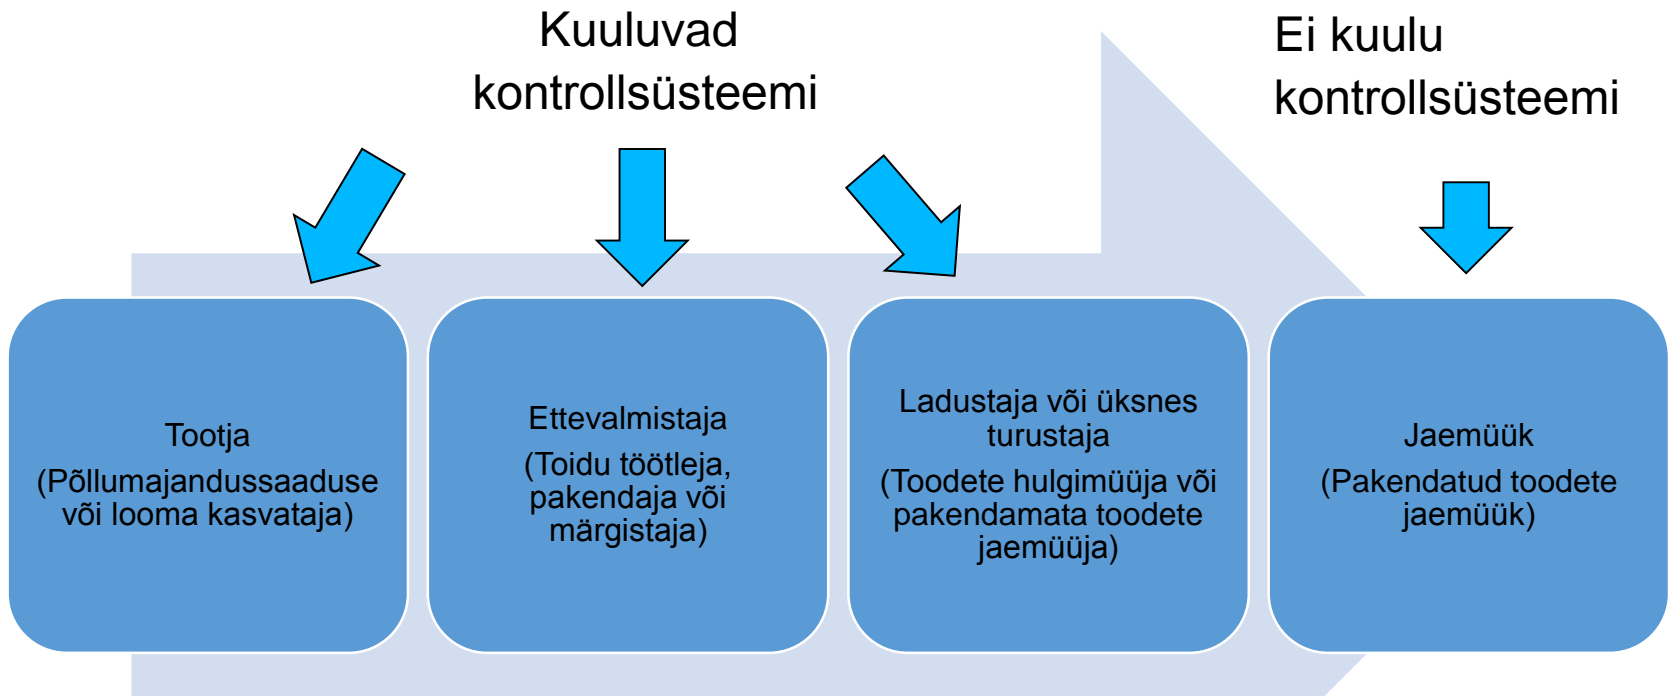 Kuuluvad
kontrollsüsteemi
Ei kuulu
kontrollsüsteemi
Tootja
(Põllumajandussaaduse
või looma kasvataja)
Ettevalmistaja
(Toidu töötleja,
pakendaja või
märgistaja)
Ladustaja või üksnes
turustaja
(Toodete hulgimüüja või
pakendamata toodete
jaemüüja)
Jaemüük
(Pakendatud toodete
jaemüük)